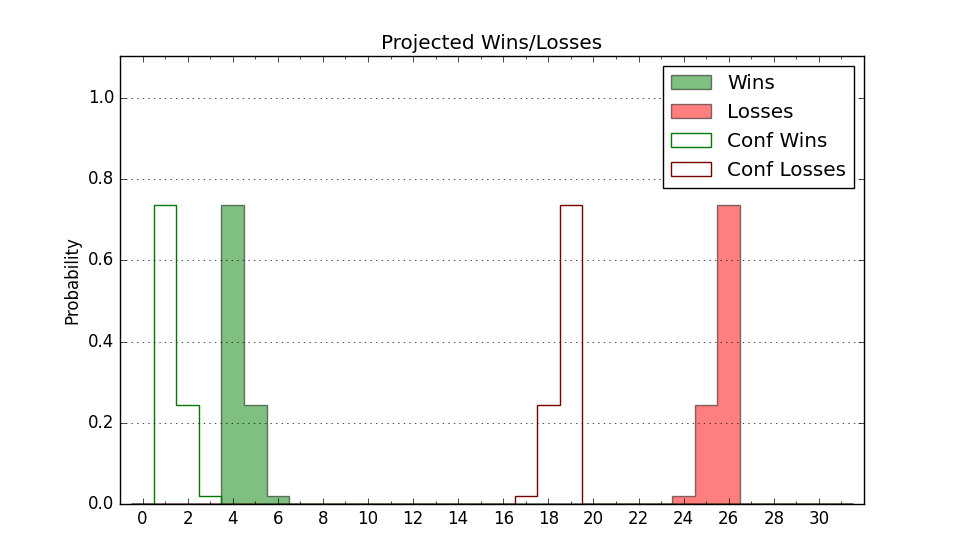 Projected Wins/Losses
Wins
Losses
Conf Wins
Conf Losses
Probability
1.0
0.8
0.6
0.4
0.2
0.0
0 2 4 6 8 10 12 14 16 18 20 22 24 26 28 30